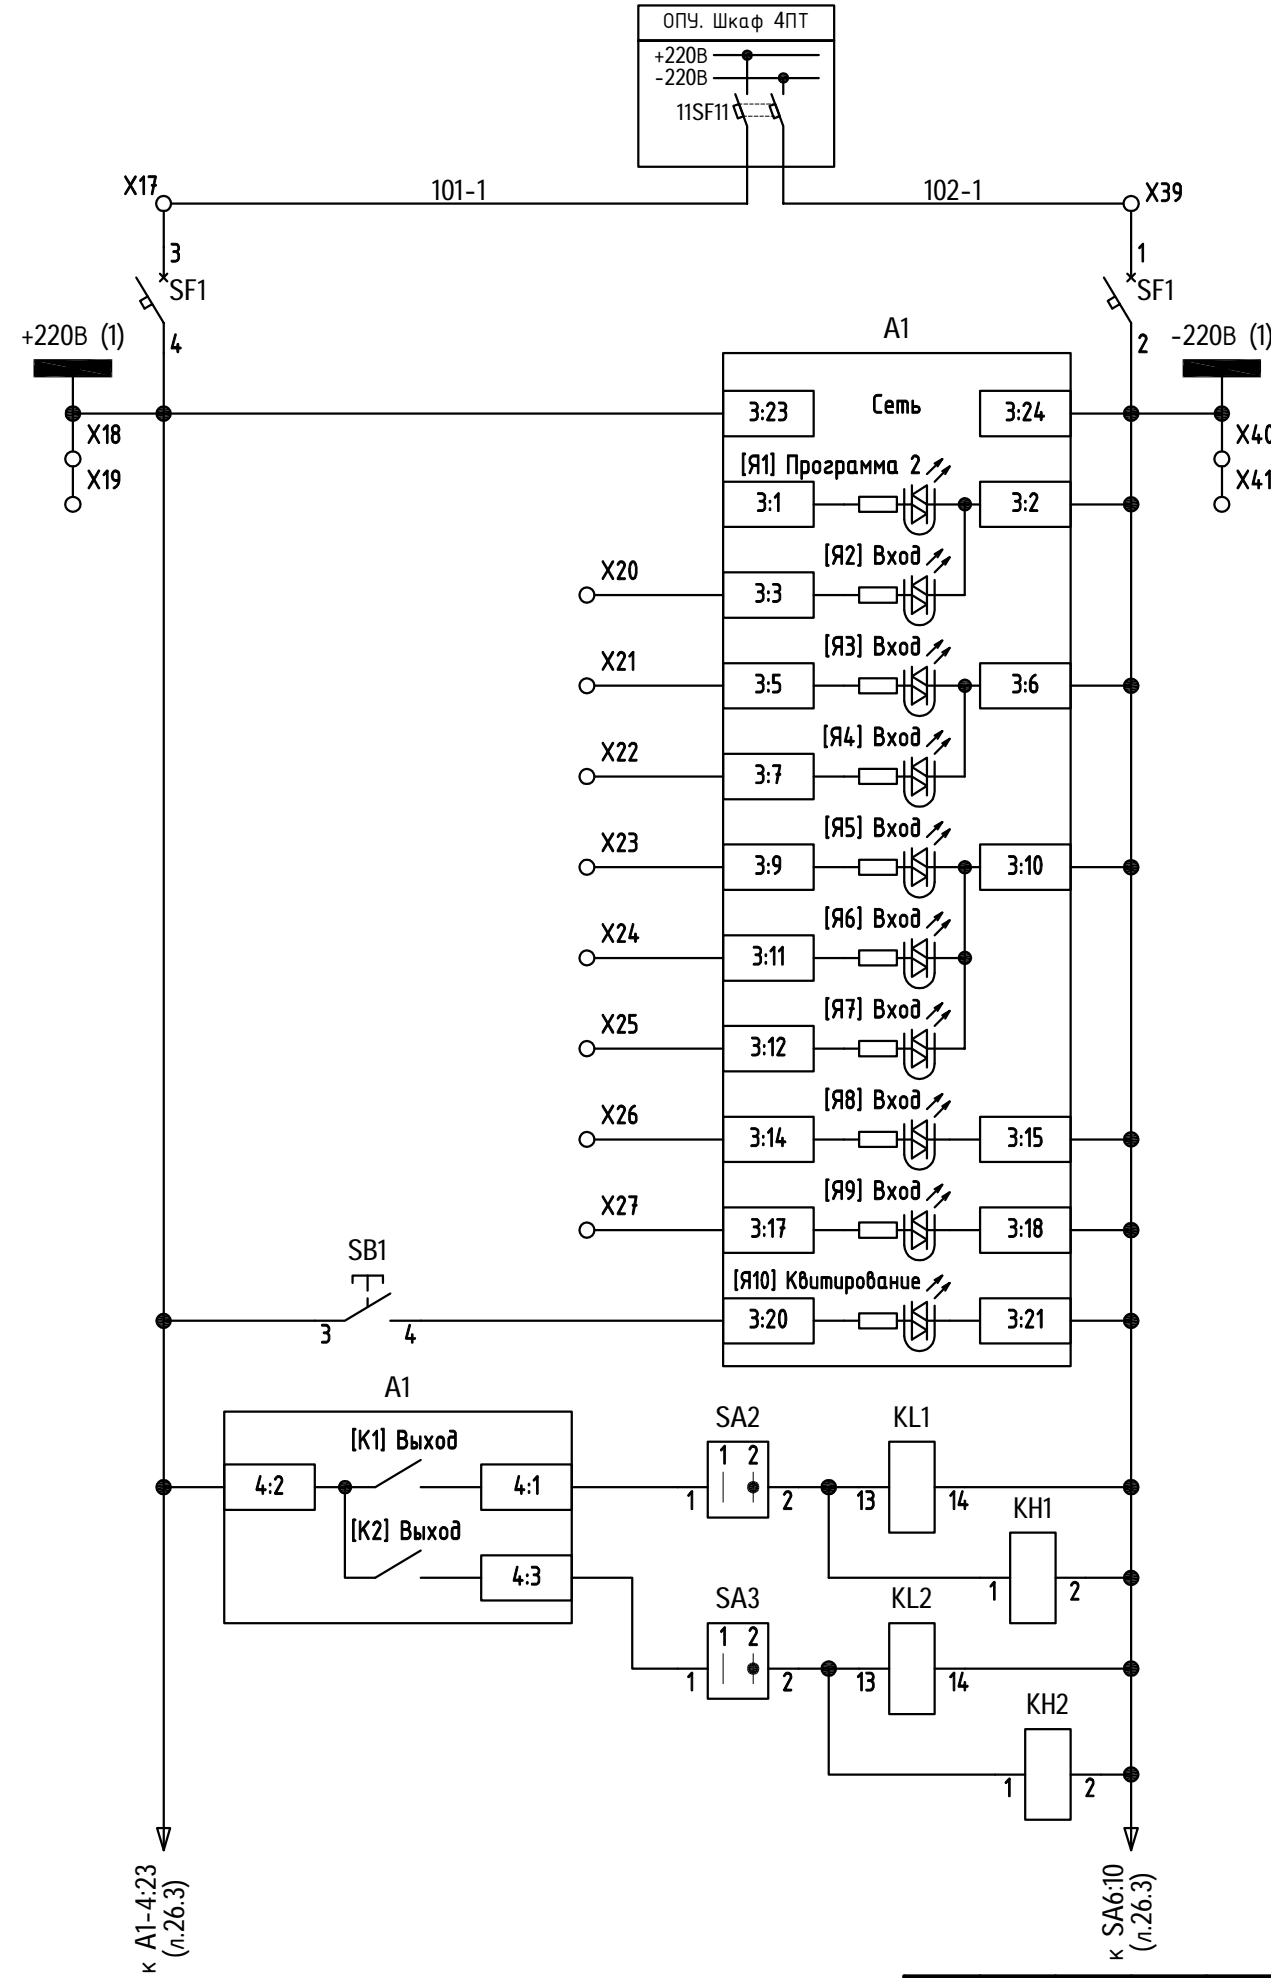 ОПУ. Шкаф 4ПТ
+220В
-220В
11SF11
X17
101-1
102-1
X39
3
SF1
4
1
SF1
2
+220В (1)
-220В (1)
X18
X19
X40
X41
A1
3:23
Сеть
3:24
[Я1] Программа 2
3:1
3:2
X20
[Я2] Вход
3:3
X21
[Я3] Вход
3:5
3:6
X22
[Я4] Вход
3:7
X23
[Я5] Вход
3:9
3:10
X24
[Я6] Вход
3:11
X25
[Я7] Вход
3:12
X26
[Я8] Вход
3:14
3:15
X27
[Я9] Вход
3:17
3:18
SB1
3
4
[Я10] Квитирование
3:20
3:21
A1
[К1] Выход
4:2
4:1
[К2] Выход
4:3
SA2
1 2
1
2
KL1
13
14
KH1
1
2
SA3
1 2
1
2
KL2
13
14
KH2
1
2
к А1-4:23
(л.26.3)
к SA6:10
(л.26.3)